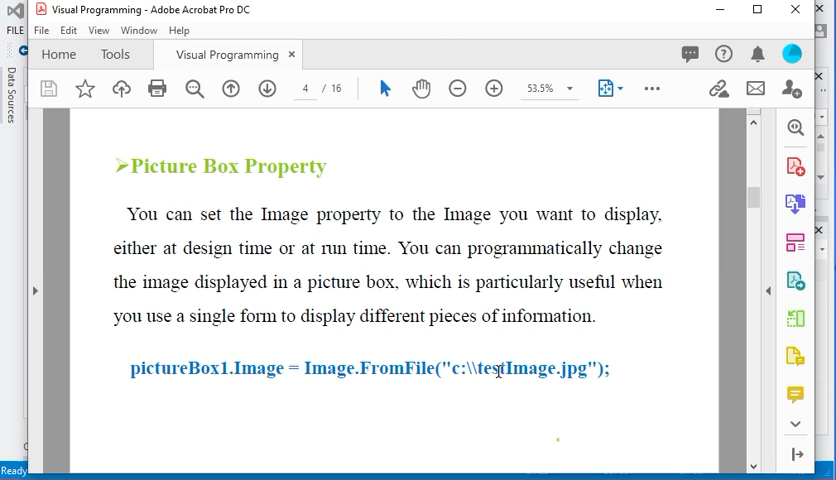 Visual Programming - Adobe Acrobat Pro DC
FILE
File Edit View Window Help
Home Tools Visual Programming ×
4 / 16 53.5%
Data Sources
➢Picture Box Property
You can set the Image property to the Image you want to display,
either at design time or at run time. You can programmatically change
the image displayed in a picture box, which is particularly useful when
you use a single form to display different pieces of information.
pictureBox1.Image = Image.FromFile("c:\\testImage.jpg");
4
Ready